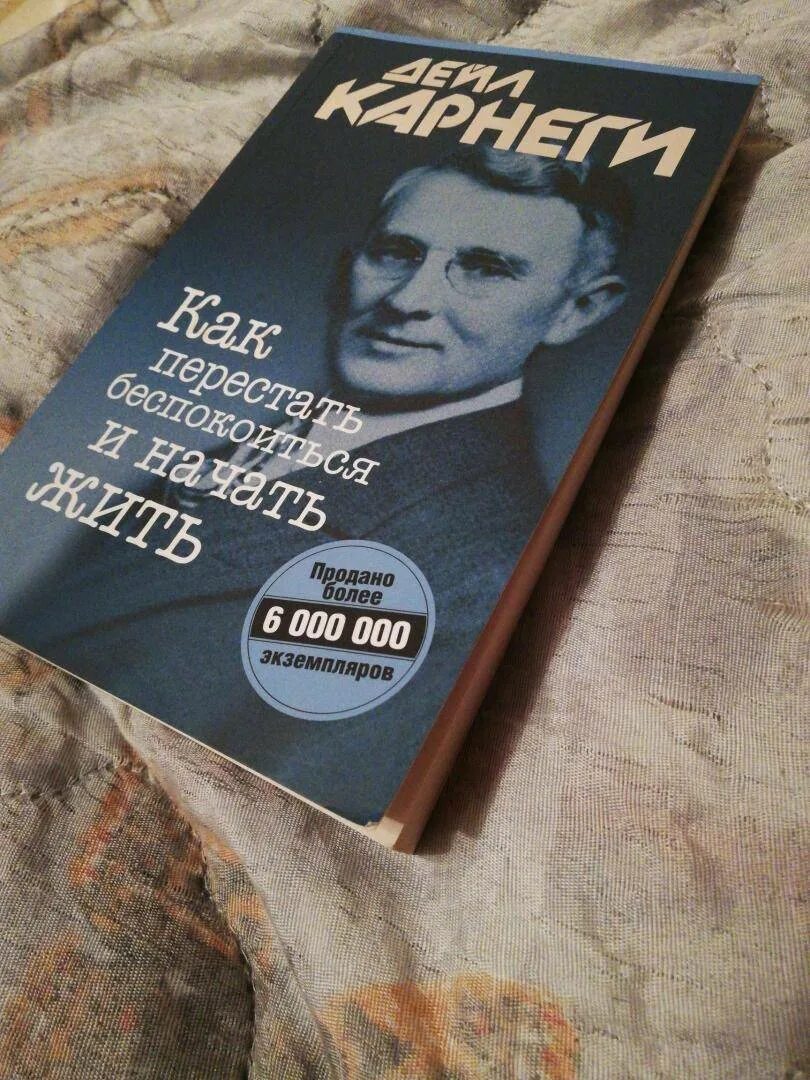 ДЕЙЛ
КАРНЕГИ
Как
перестать
беспокоиться
и начать
жить
Продано
более
6 000 000
экземпляров